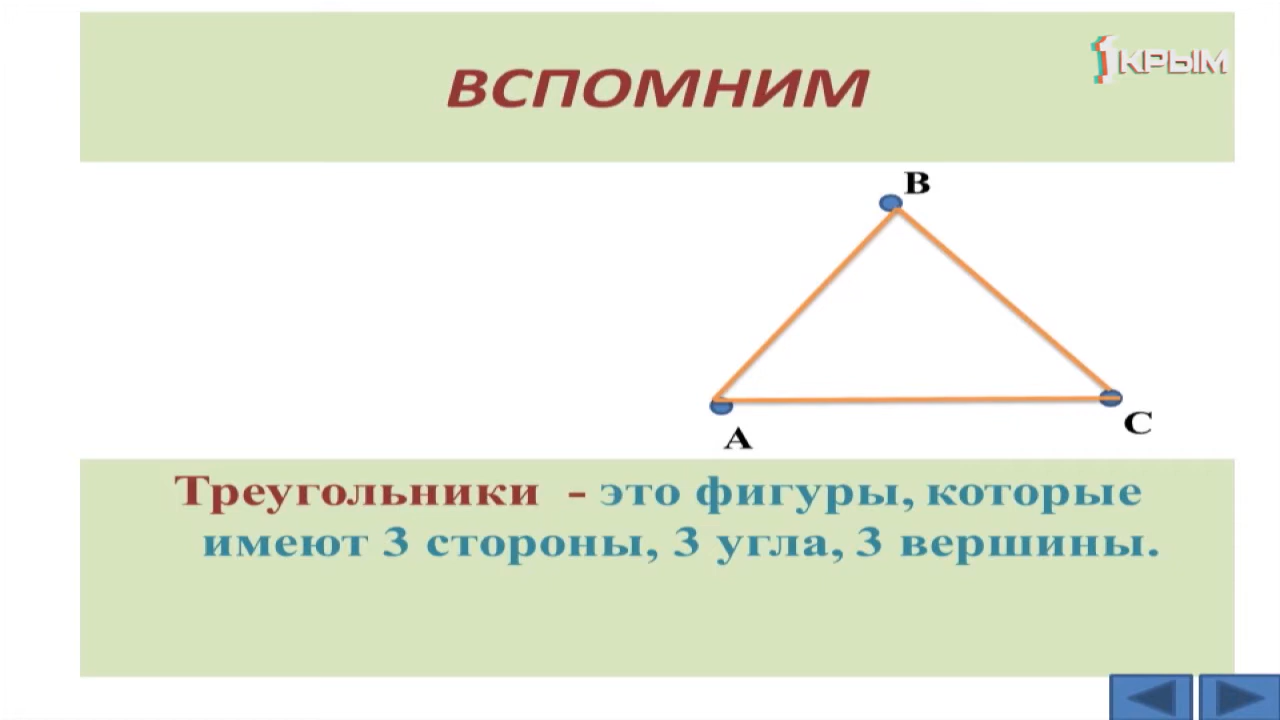 ВСПОМНИМ
1КРЫМ
В
А
С
Треугольники - это фигуры, которые
имеют 3 стороны, 3 угла, 3 вершины.